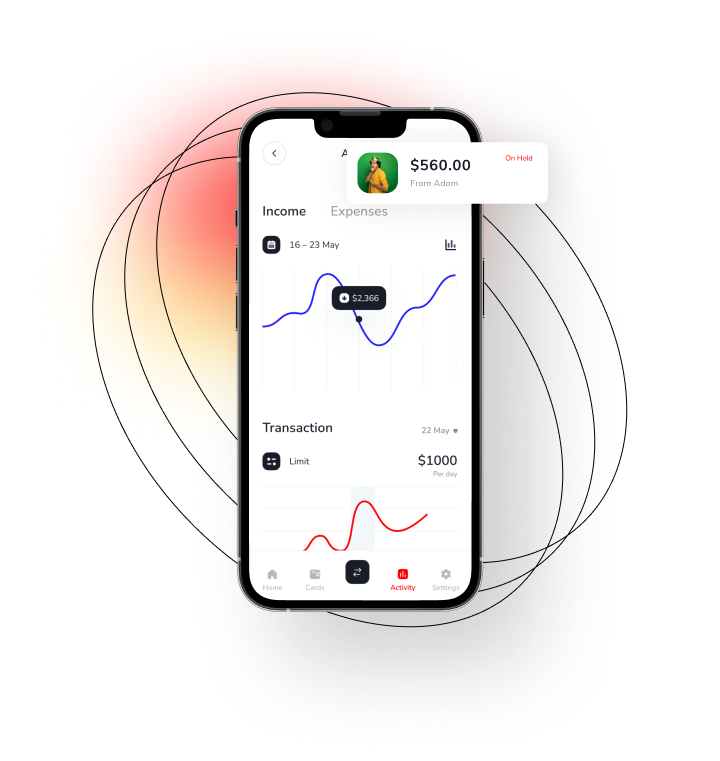 A
$560.00
On Hold
From Adom
Income
Expenses
16 – 23 May
$2,366
Transaction
22 May
Limit
$1000
Per day
Home
Cards
Activity
Settings